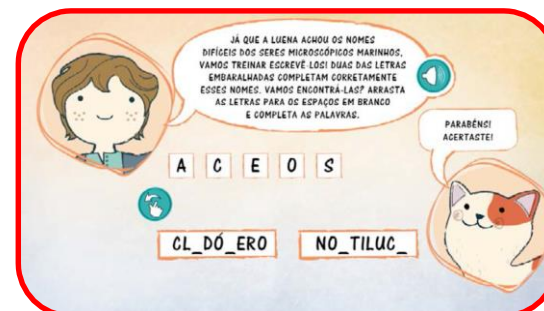 JÁ QUE A LUENA ACHOU OS NOMES
DIFÍCEIS DOS SERES MICROSCÓPICOS MARINHOS,
VAMOS TREINAR ESCREVÊ-LOS! DUAS DAS LETRAS
EMBARALHADAS COMPLETAM CORRETAMENTE
ESSES NOMES. VAMOS ENCONTRÁ-LAS? ARRASTA
AS LETRAS PARA OS ESPAÇOS EM BRANCO
E COMPLETA AS PALAVRAS.
PARABÉNS!
ACERTASTE!
A C E O S
CL_DÓ_ERO NO_TILUC_